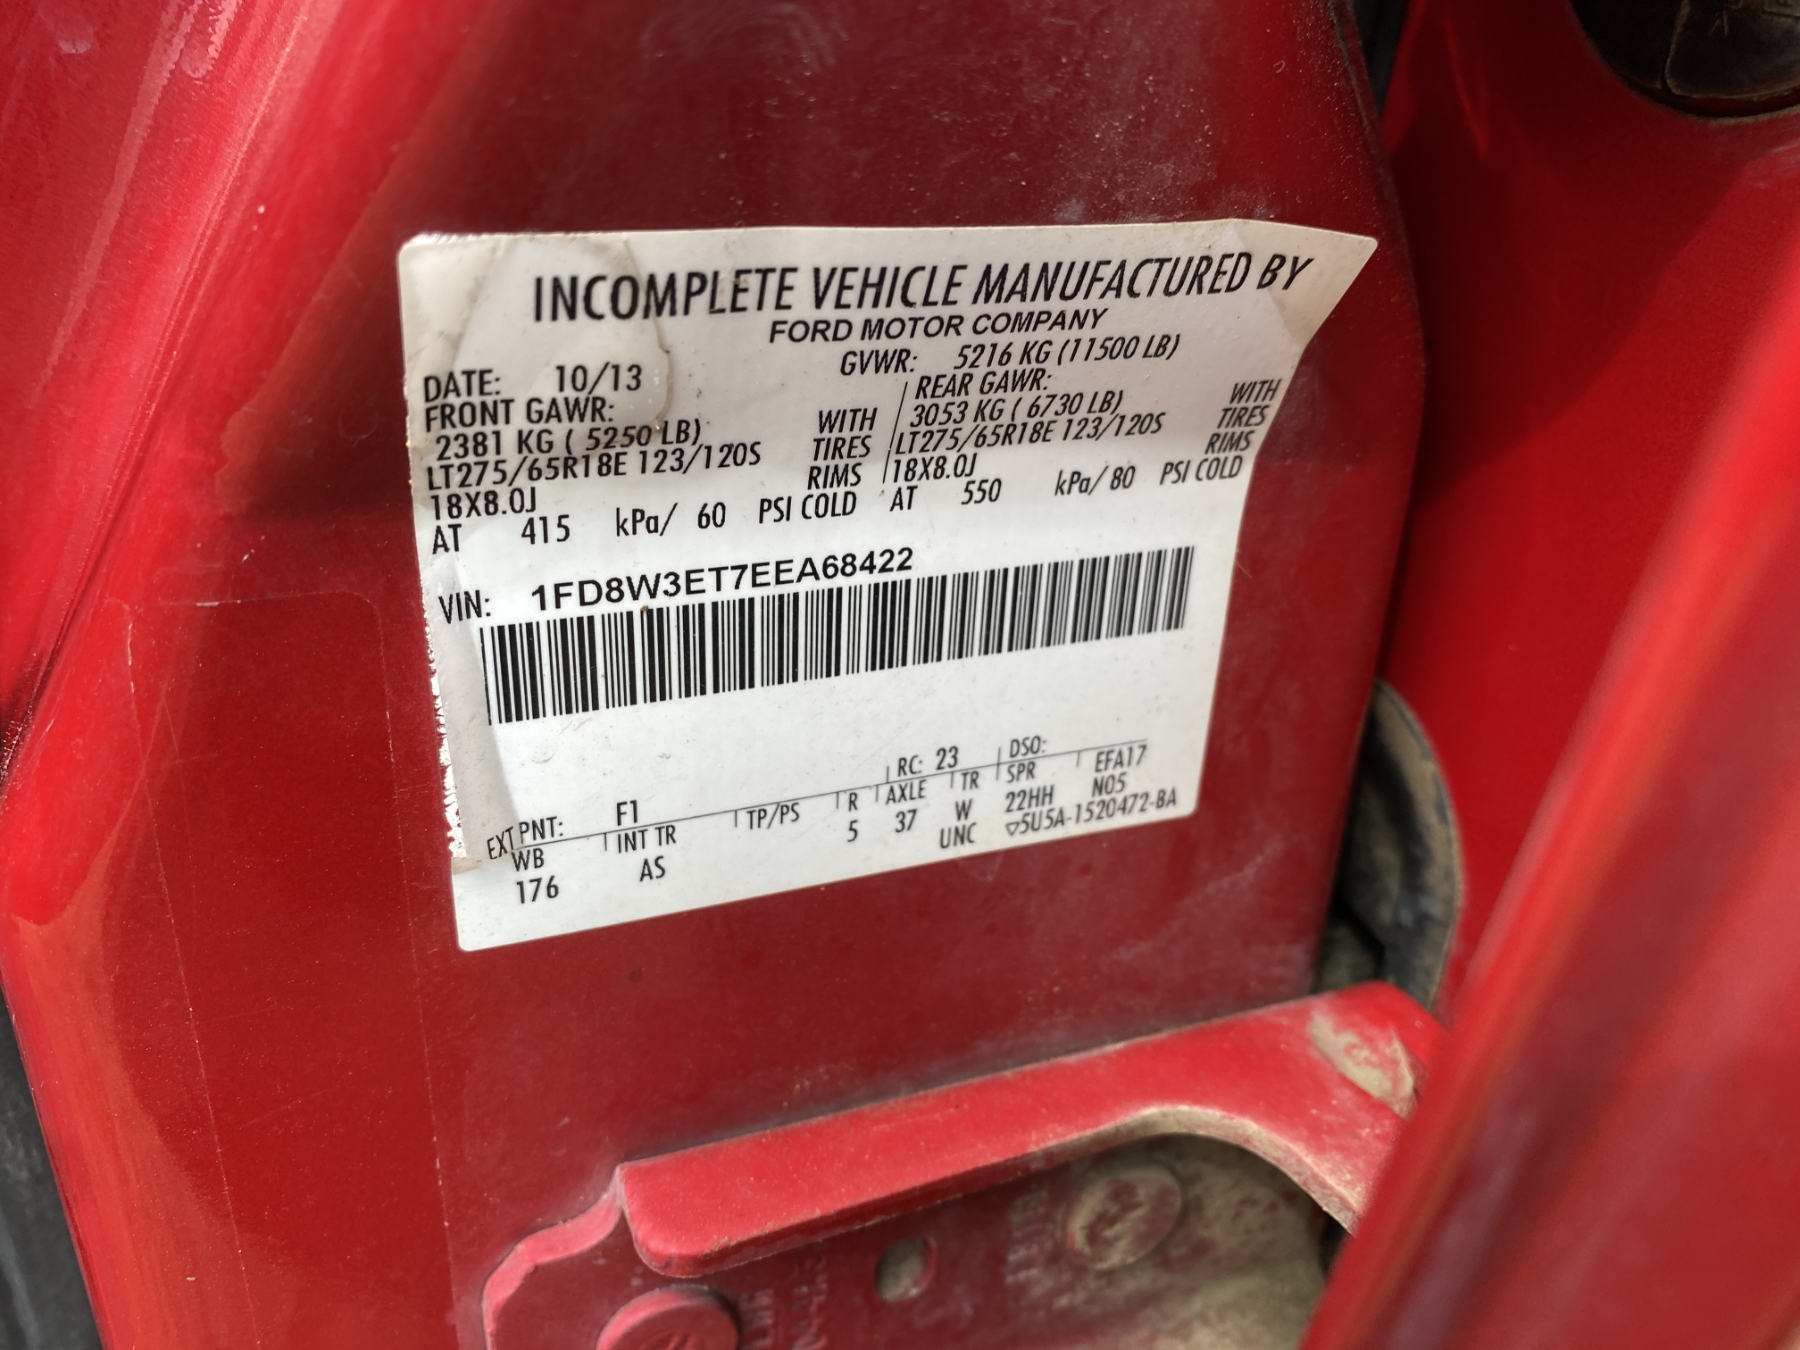 INCOMPLETE VEHICLE MANUFACTURED BY
FORD MOTOR COMPANY
DATE: 10/13 GVWR: 5216 KG (11500 LB)
FRONT GAWR: REAR GAWR:
2381 KG ( 5250 LB) WITH 3053 KG ( 6730 LB) WITH
LT275/65R18E 123/120S TIRES LT275/65R18E 123/120S TIRES
18X8.0J RIMS 18X8.0J RIMS
AT 415 kPa/ 60 PSI COLD AT 550 kPa/ 80 PSI COLD
VIN: 1FD8W3ET7EEA68422
EXT PNT: F1 RC: 23 DSO:
WB INT TR TP/PS R AXLE TR SPR EFA17
176 AS 5 37 W 22HH N05
UNC ▽5U5A-1520472-BA